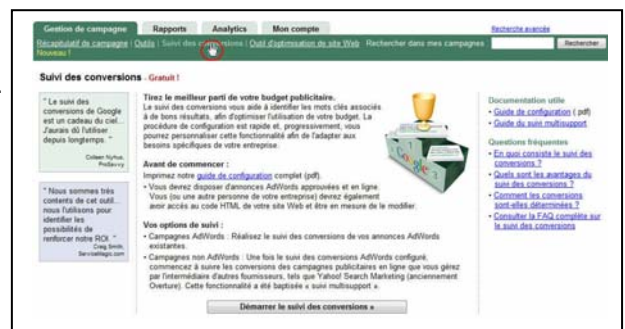 Gestion de campagne Rapports Analytics Mon compte
Recherche avancée
Récapitulatif de campagne | Outils | Suivi des conversions | Outil d'optimisation de site Web Rechercher dans mes campagnes Rechercher
Nouveau !
Suivi des conversions - Gratuit !
" Le suivi des
conversions de Google
est un cadeau du ciel...
J'aurais dû l'utiliser
depuis longtemps. "
Coleen Nyhus,
ProSavvy
" Nous sommes très
contents de cet outil...
nous l'utilisons pour
identifier les
possibilités de
renforcer notre ROI. "
Craig Smith,
ServiceMagic.com
Tirez le meilleur parti de votre budget publicitaire.
Le suivi des conversions vous aide à identifier les mots clés associés
à de bons résultats, afin d'optimiser l'utilisation de votre budget. La
procédure de configuration est rapide et, progressivement, vous
pourrez personnaliser cette fonctionnalité afin de l'adapter aux
besoins spécifiques de votre entreprise.
Avant de commencer :
Imprimez notre guide de configuration complet (pdf).
• Vous devrez disposer d'annonces AdWords approuvées et en ligne.
Vous (ou une autre personne de votre entreprise) devrez également
avoir accès au code HTML de votre site Web et être en mesure de le modifier.
Vos options de suivi :
• Campagnes AdWords : Réalisez le suivi des conversions de vos annonces AdWords
existantes.
• Campagnes non AdWords : Une fois le suivi des conversions AdWords configuré,
commencez à suivre les conversions des campagnes publicitaires en ligne que vous gérez
par l'intermédiaire d'autres fournisseurs, tels que Yahoo! Search Marketing (anciennement
Overture). Cette fonctionnalité a été baptisée « suivi multisupport ».
Démarrer le suivi des conversions »
Google
Documentation utile
• Guide de configuration ( pdf)
• Guide du suivi multisupport
Questions fréquentes
• En quoi consiste le suivi des
conversions ?
• Quels sont les avantages du
suivi des conversions ?
• Comment les conversions
sont-elles déterminées ?
• Consulter la FAQ complète sur
le suivi des conversions